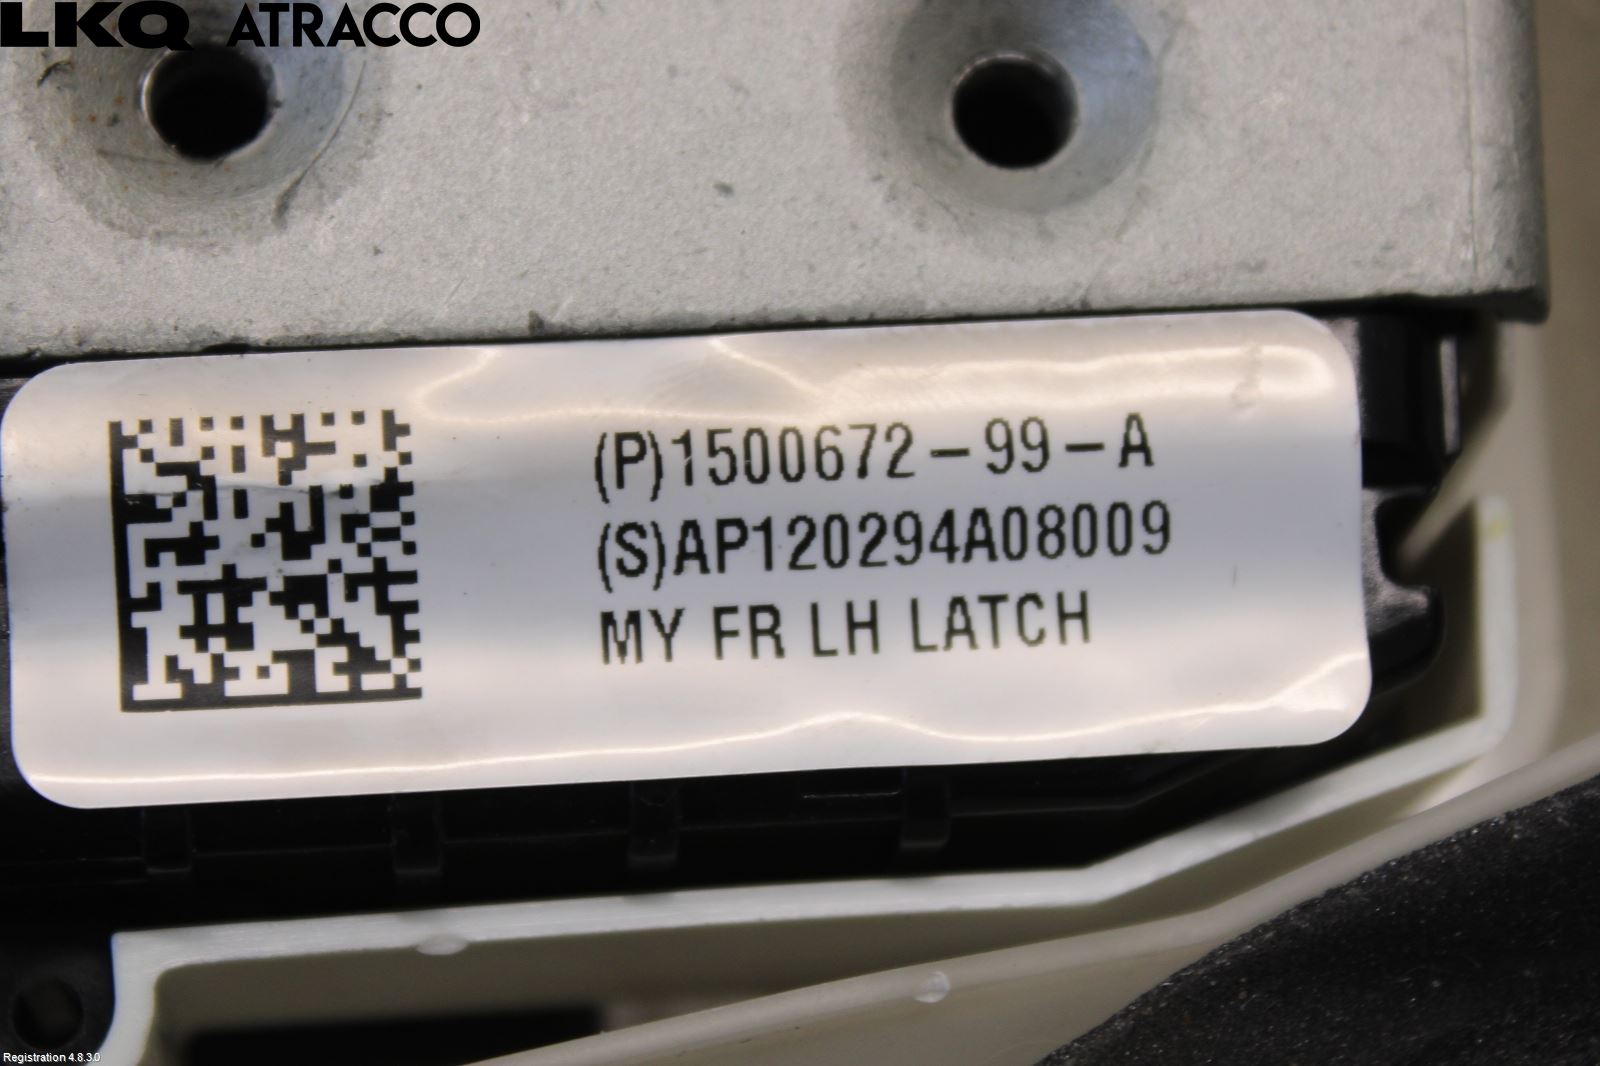 LKQ ATRACCO
(P)1500672-99-A
(S)AP120294A08009
MY FR LH LATCH
Registration 4.8.3.0